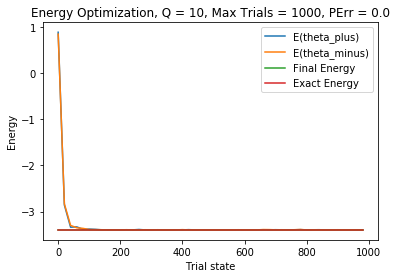 Energy Optimization, Q = 10, Max Trials = 1000, PErr = 0.0
E(theta_plus)
E(theta_minus)
Final Energy
Exact Energy
1
0
−1
−2
−3
Energy
0
200
400
600
800
1000
Trial state